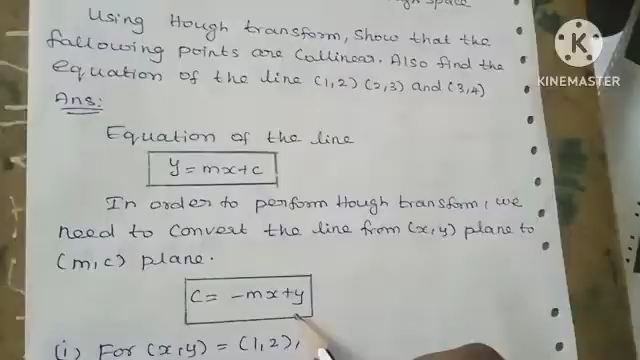 gh space
Using Hough transform, Show that the
following points are Collinear. Also find the
equation of the line (1,2) (2,3) and (3,4)
Ans:
Equation of the line
y = mx+c
In order to perform Hough transform, we
need to convert the line from (x,y) plane to
(m,c) plane.
c = -mx+y
(i) For (x,y) = (1,2),
KINEMASTER